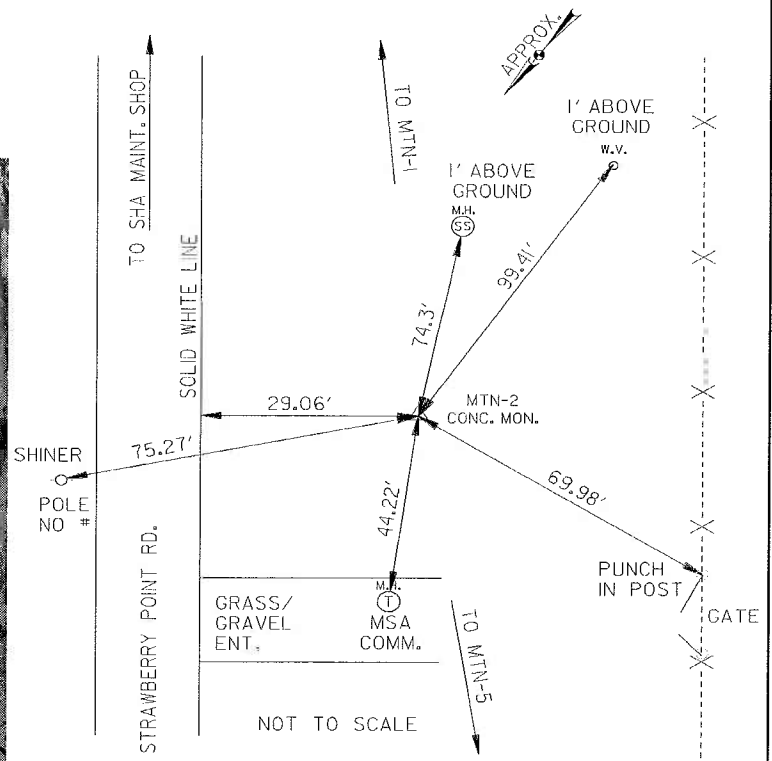 APPROX.
TO SHA MAINT. SHOP
TO MTN-1
1' ABOVE
GROUND
W.V.
1' ABOVE
GROUND
M.H.
SS
SOLID WHITE LINE
74.3'
99.41'
29.06'
MTN-2
CONC. MON.
75.27'
SHINER
POLE
NO #
44.22'
69.98'
STRAWBERRY POINT RD.
GRASS/
GRAVEL
ENT.
M.H.
T
MSA
COMM.
PUNCH
IN POST
GATE
TO MTN-5
NOT TO SCALE